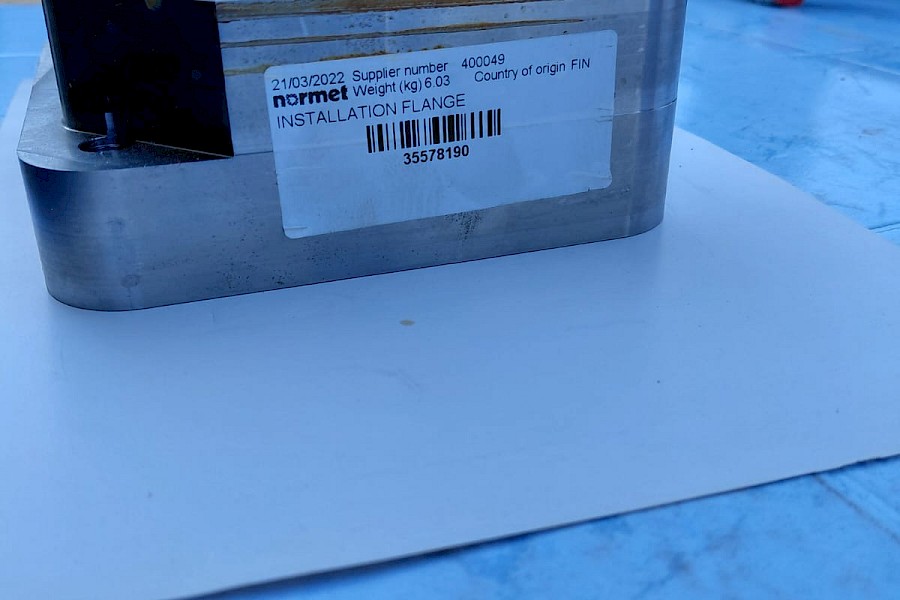 21/03/2022 Supplier number 400049
normet Weight (kg) 6.03 Country of origin FIN
INSTALLATION FLANGE
35578190